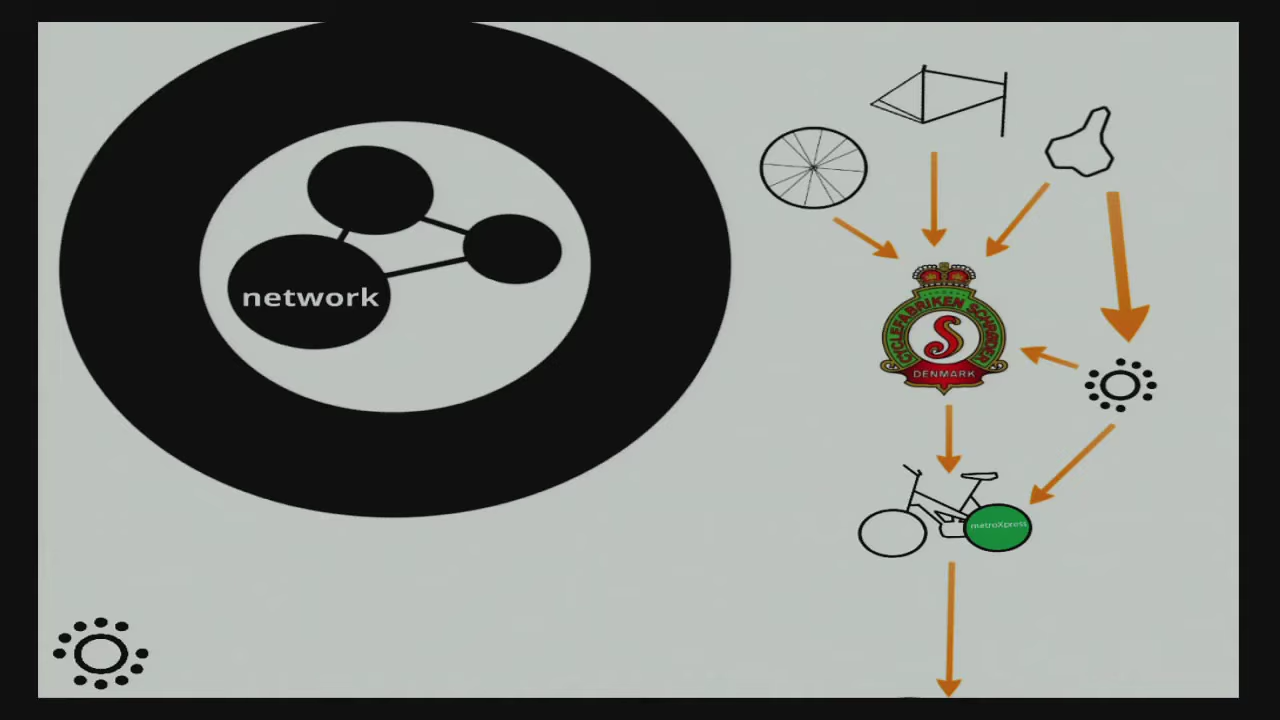 network
CYCLEFABRIKEN SCHRØDER
S
DENMARK
metroXpress